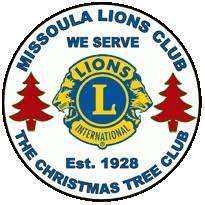 MISSOULA LIONS CLUB
WE SERVE
LIONS
L
INTERNATIONAL
Est. 1928
THE CHRISTMAS TREE CLUB